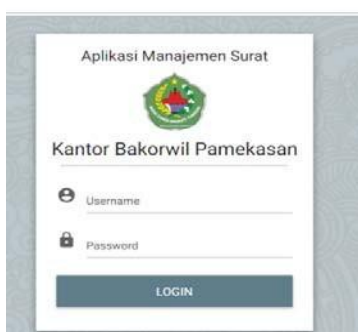 Aplikasi Manajemen Surat
Kantor Bakorwil Pamekasan
Username
Password
LOGIN